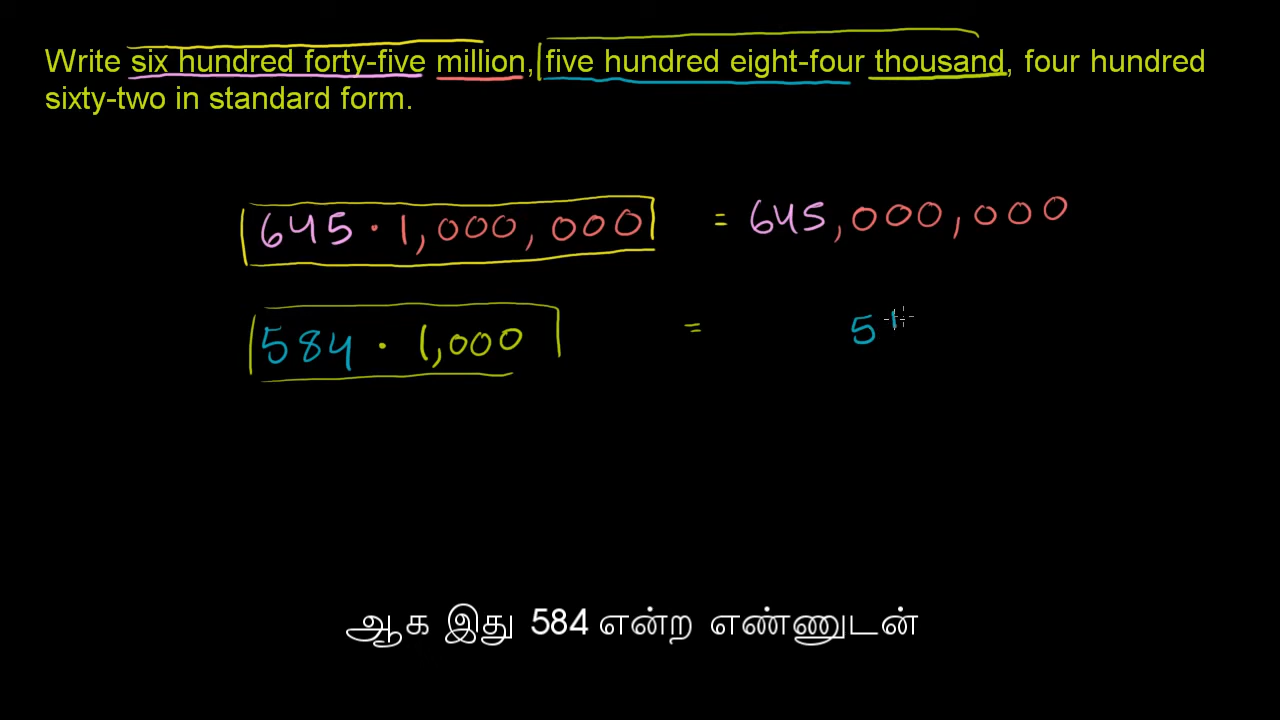 Write six hundred forty-five million, five hundred eight-four thousand, four hundred
sixty-two in standard form.
645 · 1,000,000 = 645,000,000
584 · 1,000 = 5
ஆக இது 584 என்ற எண்ணுடன்